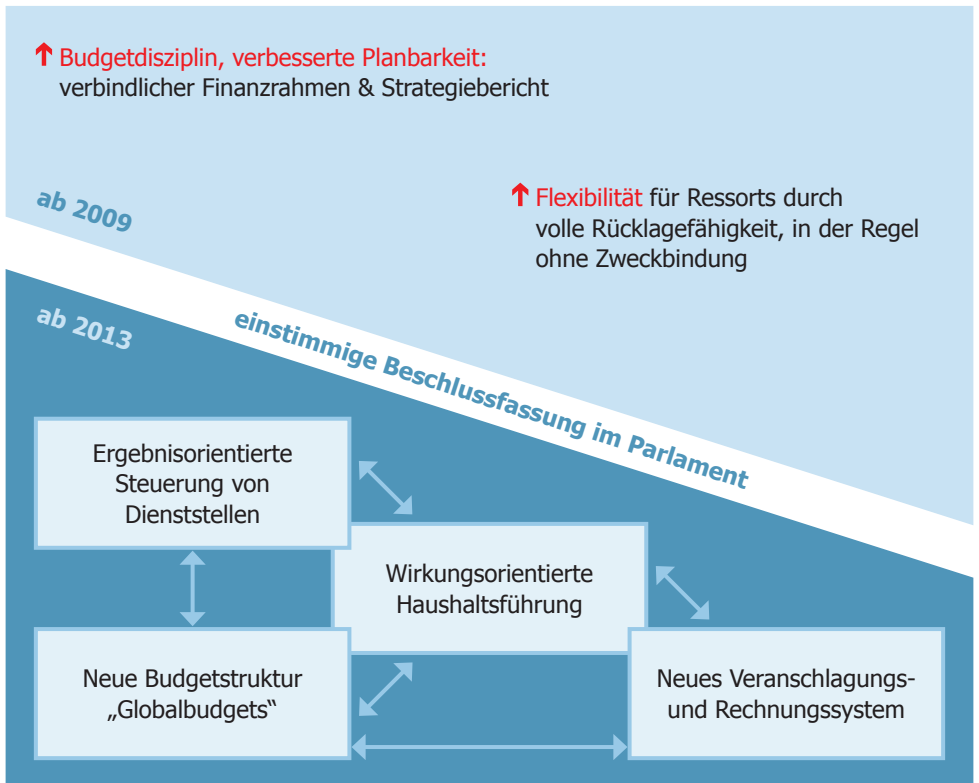 Budgetdisziplin, verbesserte Planbarkeit:
verbindlicher Finanzrahmen & Strategiebericht
ab 2009
Flexibilität für Ressorts durch
volle Rücklagefähigkeit, in der Regel
ohne Zweckbindung
einstimmige Beschlussfassung im Parlament
ab 2013
Ergebnisorientierte
Steuerung von
Dienststellen
Wirkungsorientierte
Haushaltsführung
Neue Budgetstruktur
„Globalbudgets“
Neues Veranschlagungs-
und Rechnungssystem